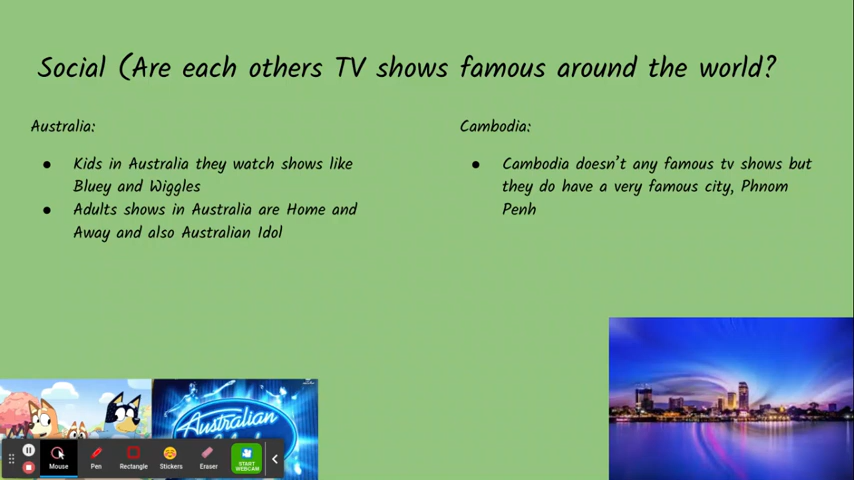 Social (Are each others TV shows famous around the world?
Australia:
● Kids in Australia they watch shows like
Bluey and Wiggles
● Adults shows in Australia are Home and
Away and also Australian Idol
Cambodia:
● Cambodia doesn't any famous tv shows but
they do have a very famous city, Phnom
Penh
Australian
Mouse
Pen
Rectangle
Stickers
Eraser
START
WEBCAM